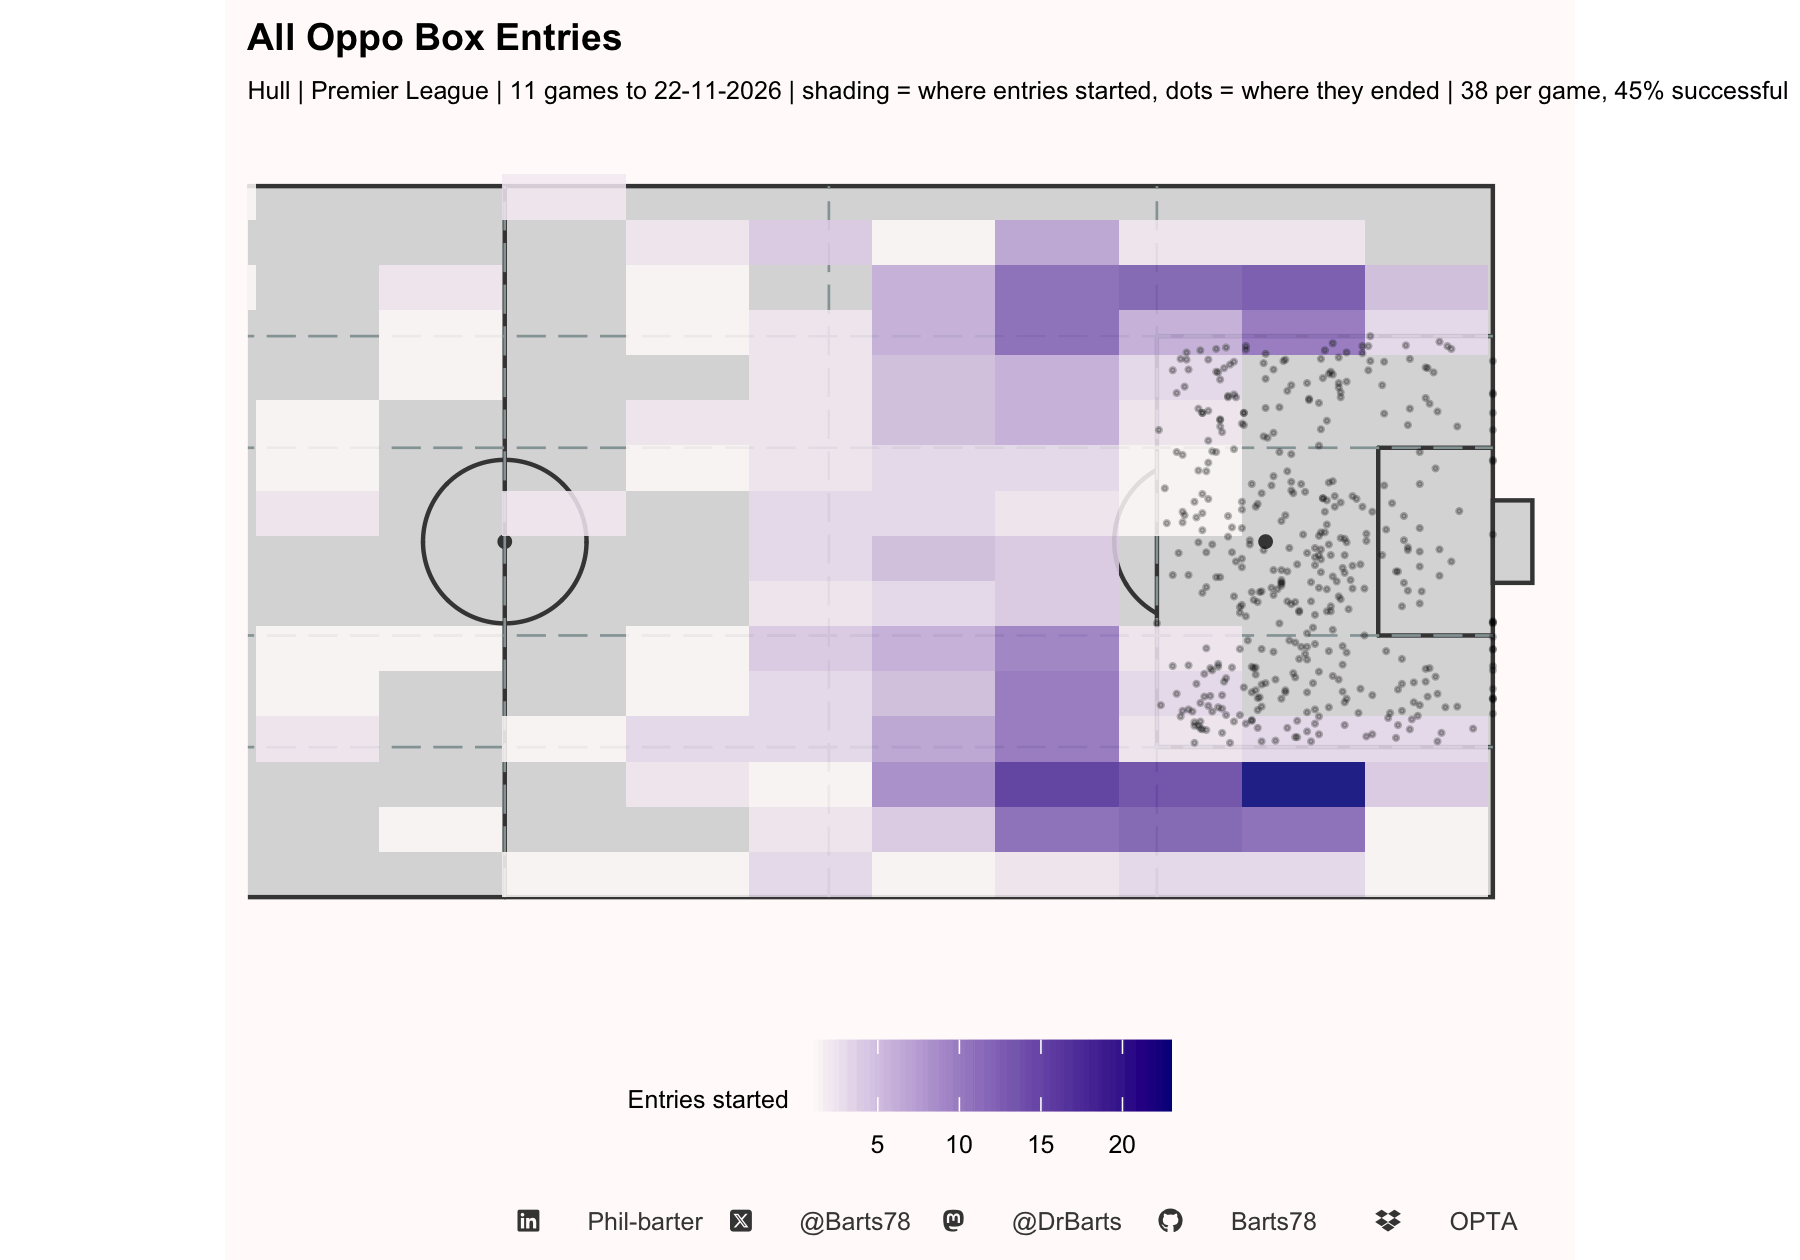 All Oppo Box Entries
Hull | Premier League | 11 games to 22-11-2026 | shading = where entries started, dots = where they ended | 38 per game, 45% successful
Entries started
5 10 15 20
Phil-barter @Barts78 @DrBarts Barts78 OPTA